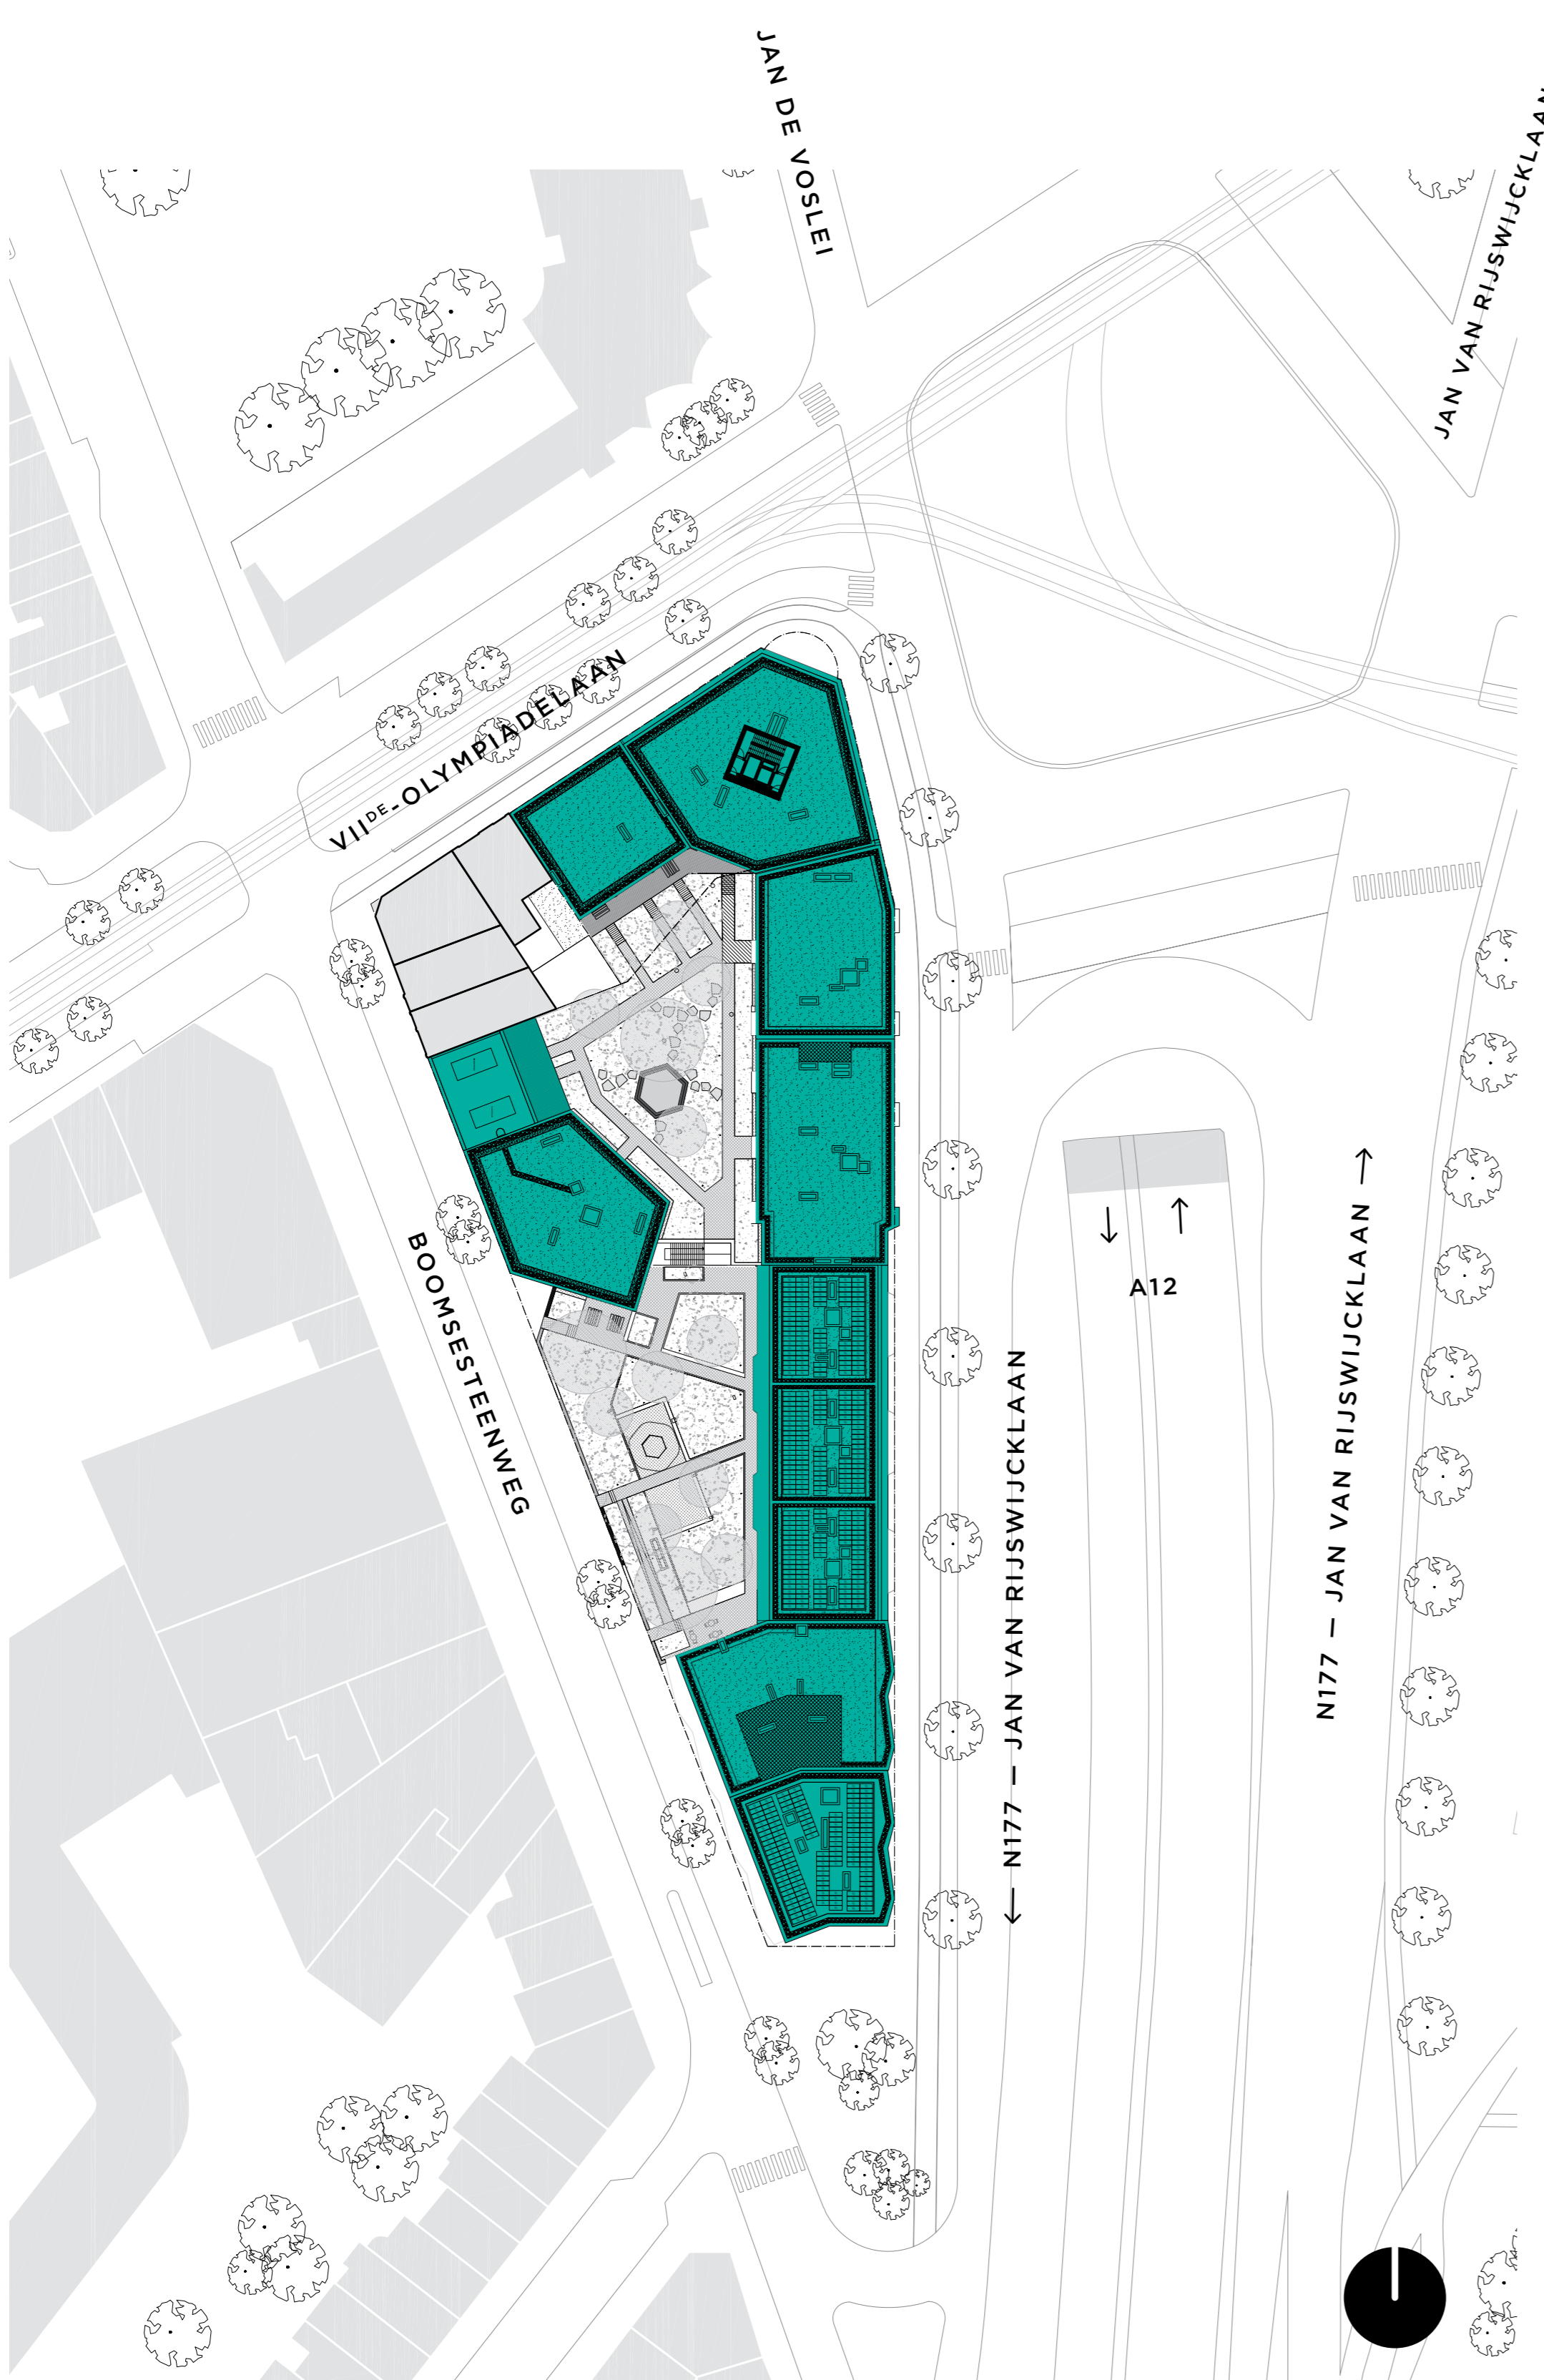 JAN DE VOSLEI
JAN VAN RIJSWIJCKLAAN
VIIDE-OLYMPIADELAAN
BOOMSESTEENWEG
A12
← N177 — JAN VAN RIJSWIJCKLAAN
N177 — JAN VAN RIJSWIJCKLAAN →